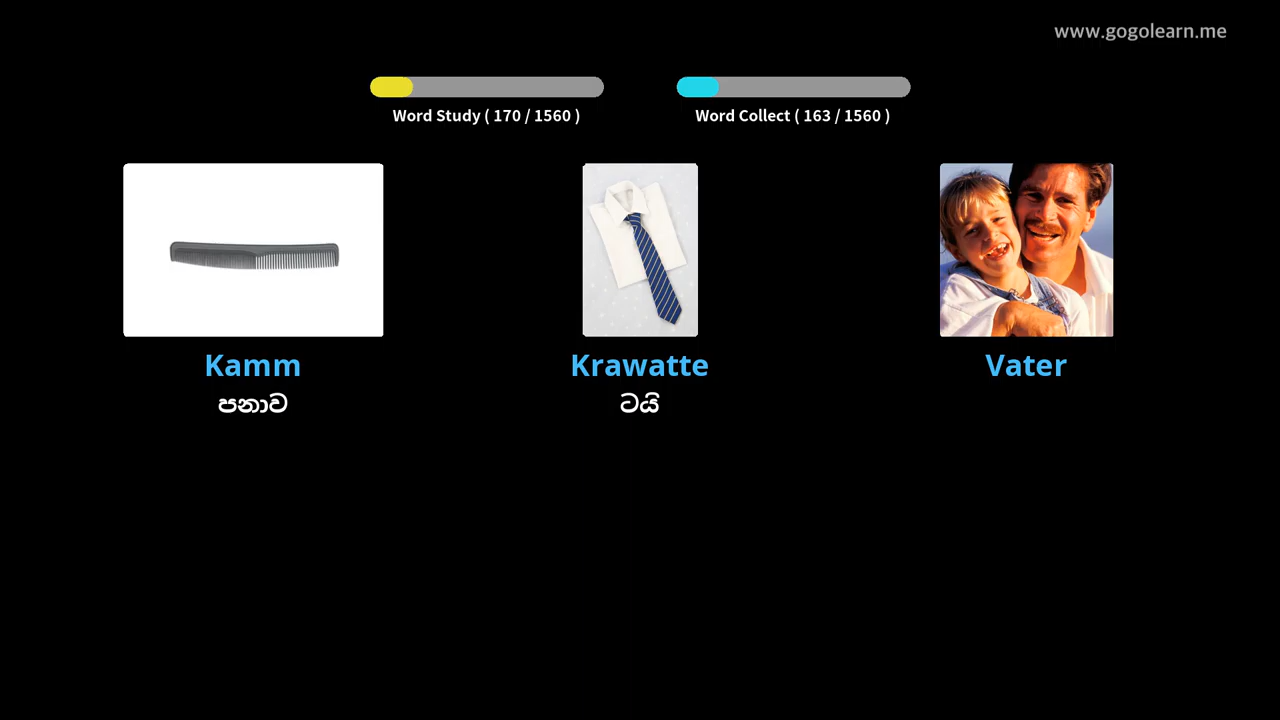 www.gogolearn.me
Word Study ( 170 / 1560 )
Word Collect ( 163 / 1560 )
Kamm
Krawatte
Vater
පනාව
ටයි